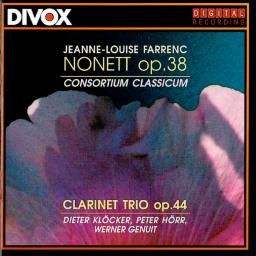 DIVOX
DIGITAL
RECORDING
JEANNE-LOUISE FARRENC
NONETT op.38
CONSORTIUM CLASSICUM
CLARINET TRIO op.44
DIETER KLÖCKER, PETER HÖRR,
WERNER GENUIT